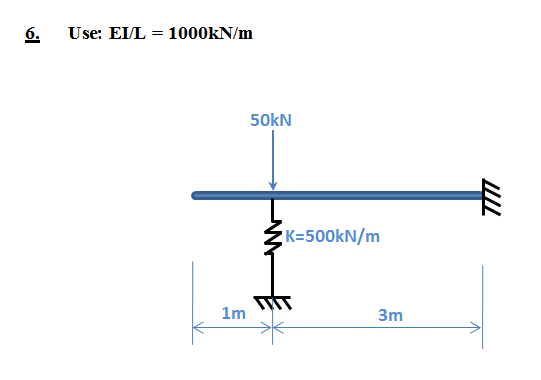 6. Use: EI/L = 1000kN/m
50kN
K=500kN/m
1m
3m